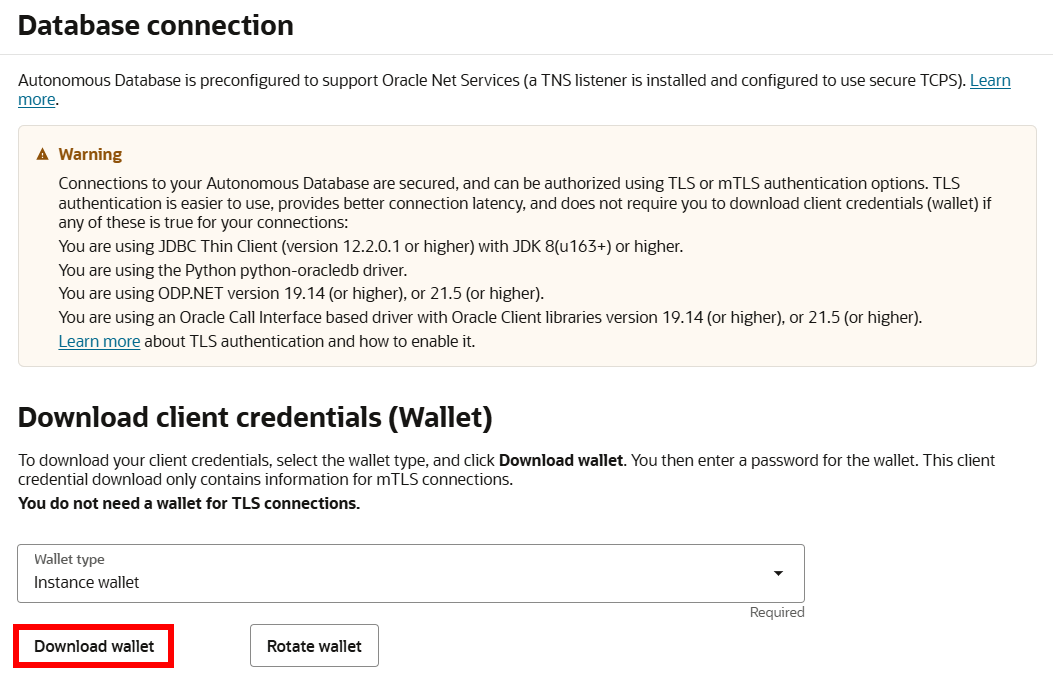 Database connection
Autonomous Database is preconfigured to support Oracle Net Services (a TNS listener is installed and configured to use secure TCPS). Learn
more.
Warning
Connections to your Autonomous Database are secured, and can be authorized using TLS or mTLS authentication options. TLS
authentication is easier to use, provides better connection latency, and does not require you to download client credentials (wallet) if
any of these is true for your connections:
You are using JDBC Thin Client (version 12.2.0.1 or higher) with JDK 8(u163+) or higher.
You are using the Python python-oracledb driver.
You are using ODP.NET version 19.14 (or higher), or 21.5 (or higher).
You are using an Oracle Call Interface based driver with Oracle Client libraries version 19.14 (or higher), or 21.5 (or higher).
Learn more about TLS authentication and how to enable it.
Download client credentials (Wallet)
To download your client credentials, select the wallet type, and click Download wallet. You then enter a password for the wallet. This client
credential download only contains information for mTLS connections.
You do not need a wallet for TLS connections.
Wallet type
Instance wallet
Required
Download wallet
Rotate wallet